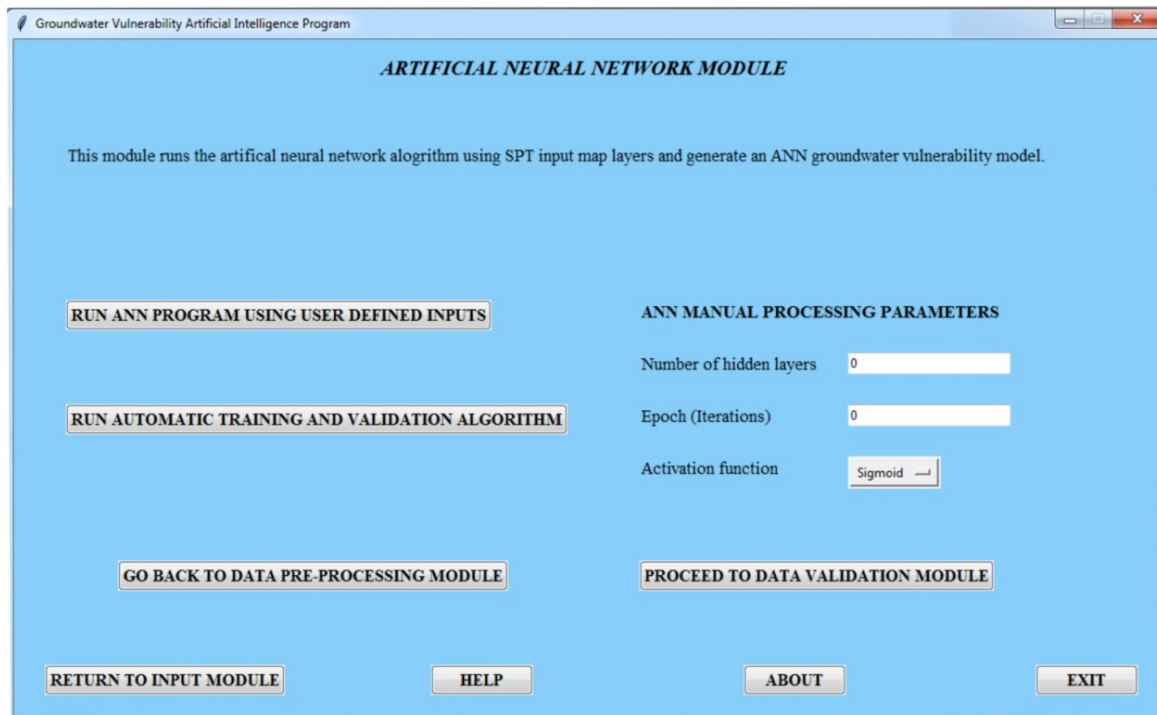 Groundwater Vulnerability Artificial Intelligence Program
ARTIFICIAL NEURAL NETWORK MODULE
This module runs the artifical neural network alogrithm using SPT input map layers and generate an ANN groundwater vulnerability model.
RUN ANN PROGRAM USING USER DEFINED INPUTS
ANN MANUAL PROCESSING PARAMETERS
Number of hidden layers 0
RUN AUTOMATIC TRAINING AND VALIDATION ALGORITHM
Epoch (Iterations) 0
Activation function Sigmoid
GO BACK TO DATA PRE-PROCESSING MODULE
PROCEED TO DATA VALIDATION MODULE
RETURN TO INPUT MODULE
HELP
ABOUT
EXIT